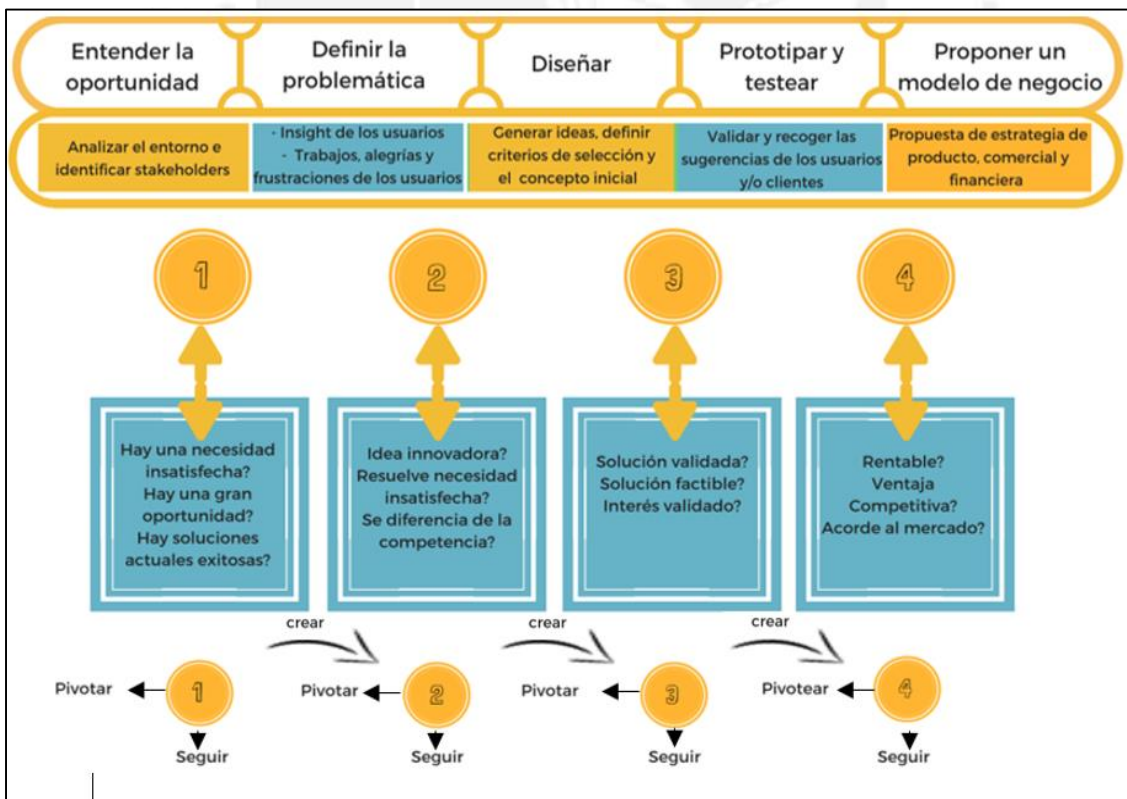 Entender la
oportunidad
Definir la
problemática
Diseñar
Prototipar y
testear
Proponer un
modelo de negocio
Analizar el entorno e
identificar stakeholders
- Insight de los usuarios
- Trabajos, alegrías y
frustraciones de los usuarios
Generar ideas, definir
criterios de selección y
el concepto inicial
Validar y recoger las
sugerencias de los usuarios
y/o clientes
Propuesta de estrategia de
producto, comercial y
financiera
1
2
3
4
Hay una necesidad
insatisfecha?
Hay una gran
oportunidad?
Hay soluciones
actuales exitosas?
Idea innovadora?
Resuelve necesidad
insatisfecha?
Se diferencia de la
competencia?
Solución validada?
Solución factible?
Interés validado?
Rentable?
Ventaja
Competitiva?
Acorde al mercado?
crear
crear
crear
Pivotar
1
Pivotar
2
Pivotar
3
Pivotear
4
Seguir
Seguir
Seguir
Seguir